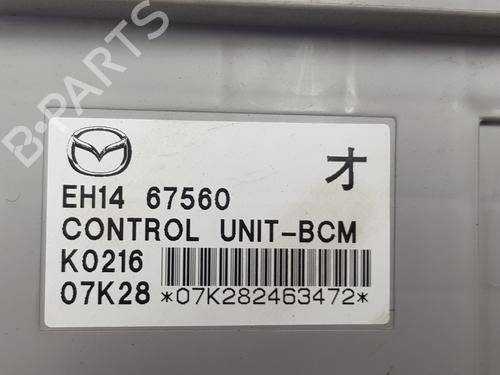 B-PARTS
EH14 67560
オ
CONTROL UNIT-BCM
K0216
07K28 *07K282463472*